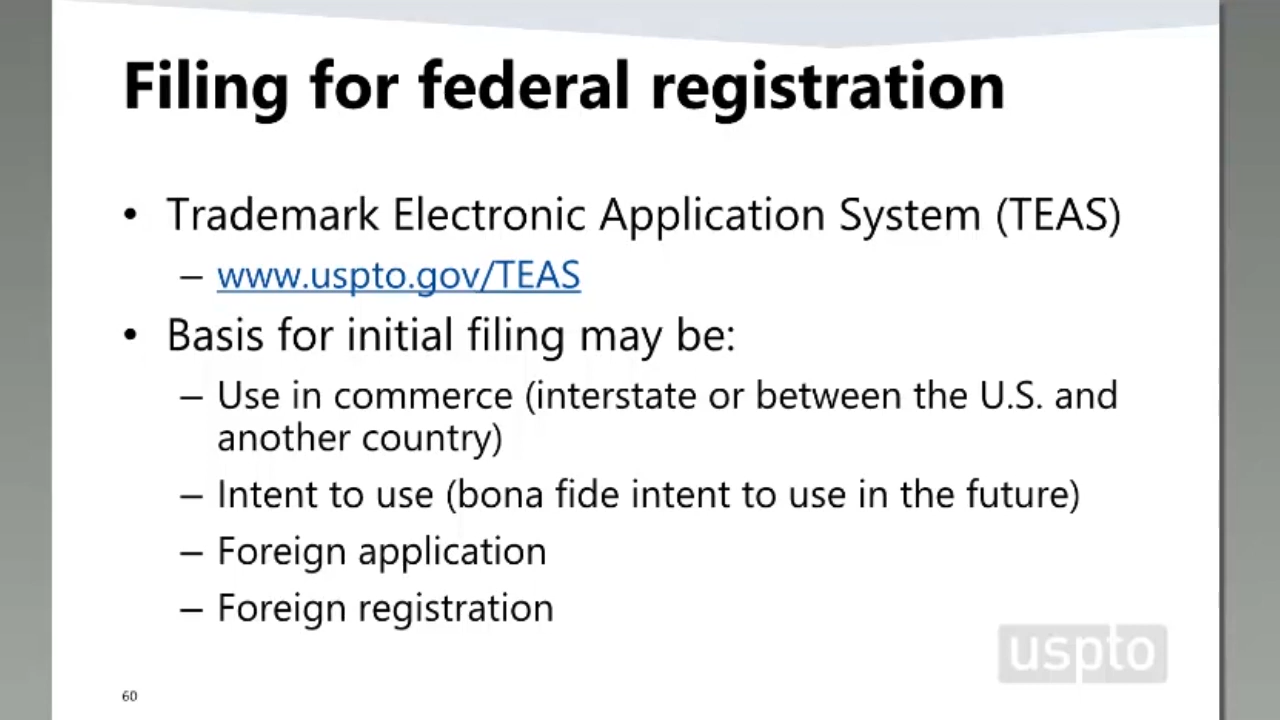 Filing for federal registration
• Trademark Electronic Application System (TEAS)
– www.uspto.gov/TEAS
• Basis for initial filing may be:
– Use in commerce (interstate or between the U.S. and
another country)
– Intent to use (bona fide intent to use in the future)
– Foreign application
– Foreign registration
uspto
60